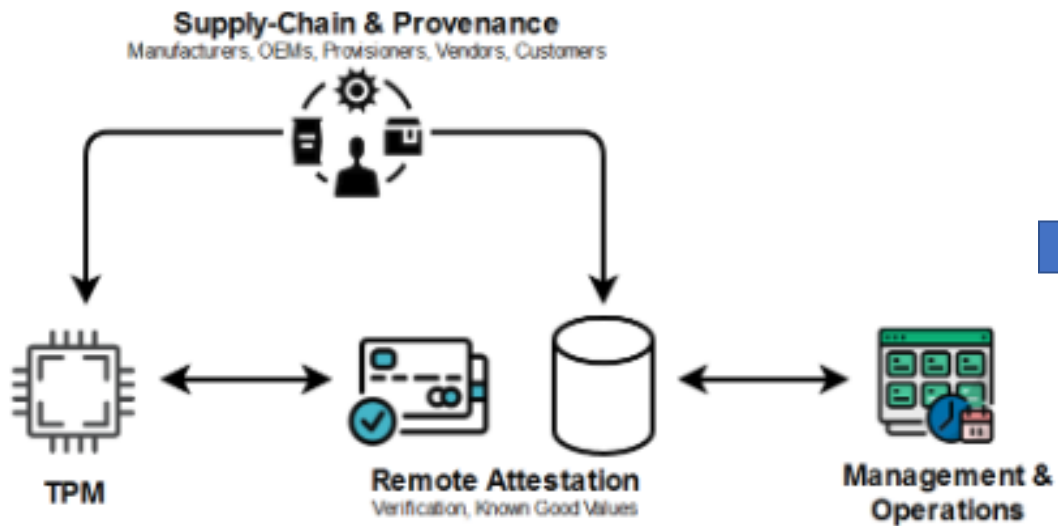 Supply-Chain & Provenance
Manufacturers, OEMs, Provisioners, Vendors, Customers
TPM
Remote Attestation
Verification, Known Good Values
Management &
Operations